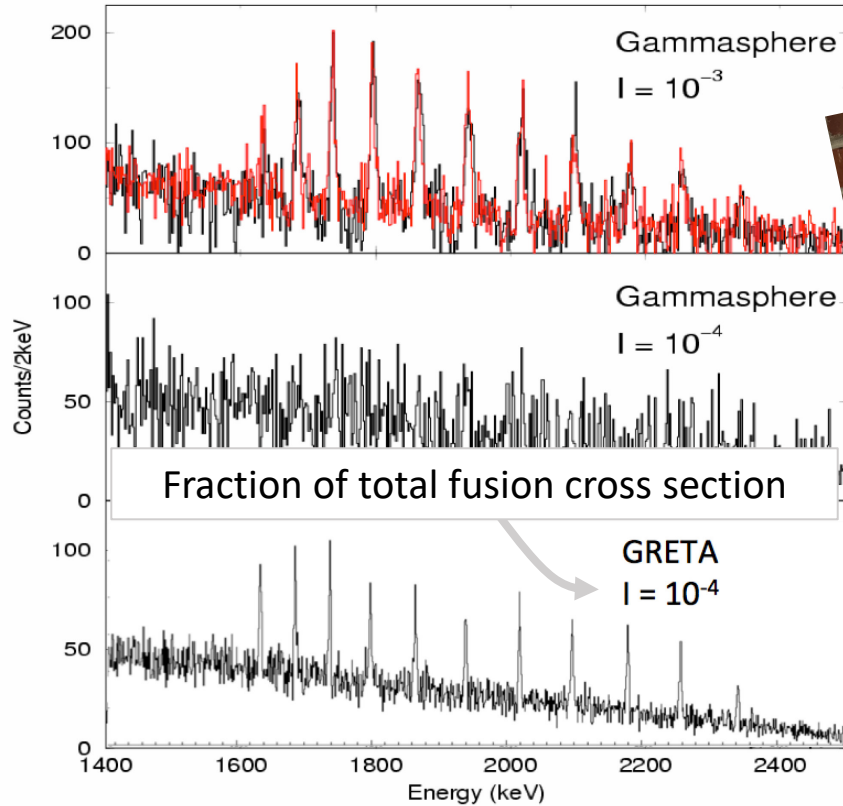 200
Gammasphere
I = 10⁻³
100
0
100
Gammasphere
I = 10⁻⁴
Counts/2keV
50
0
Fraction of total fusion cross section
100
GRETA
I = 10⁻⁴
50
0
1400 1600 1800 2000 2200 2400
Energy (keV)